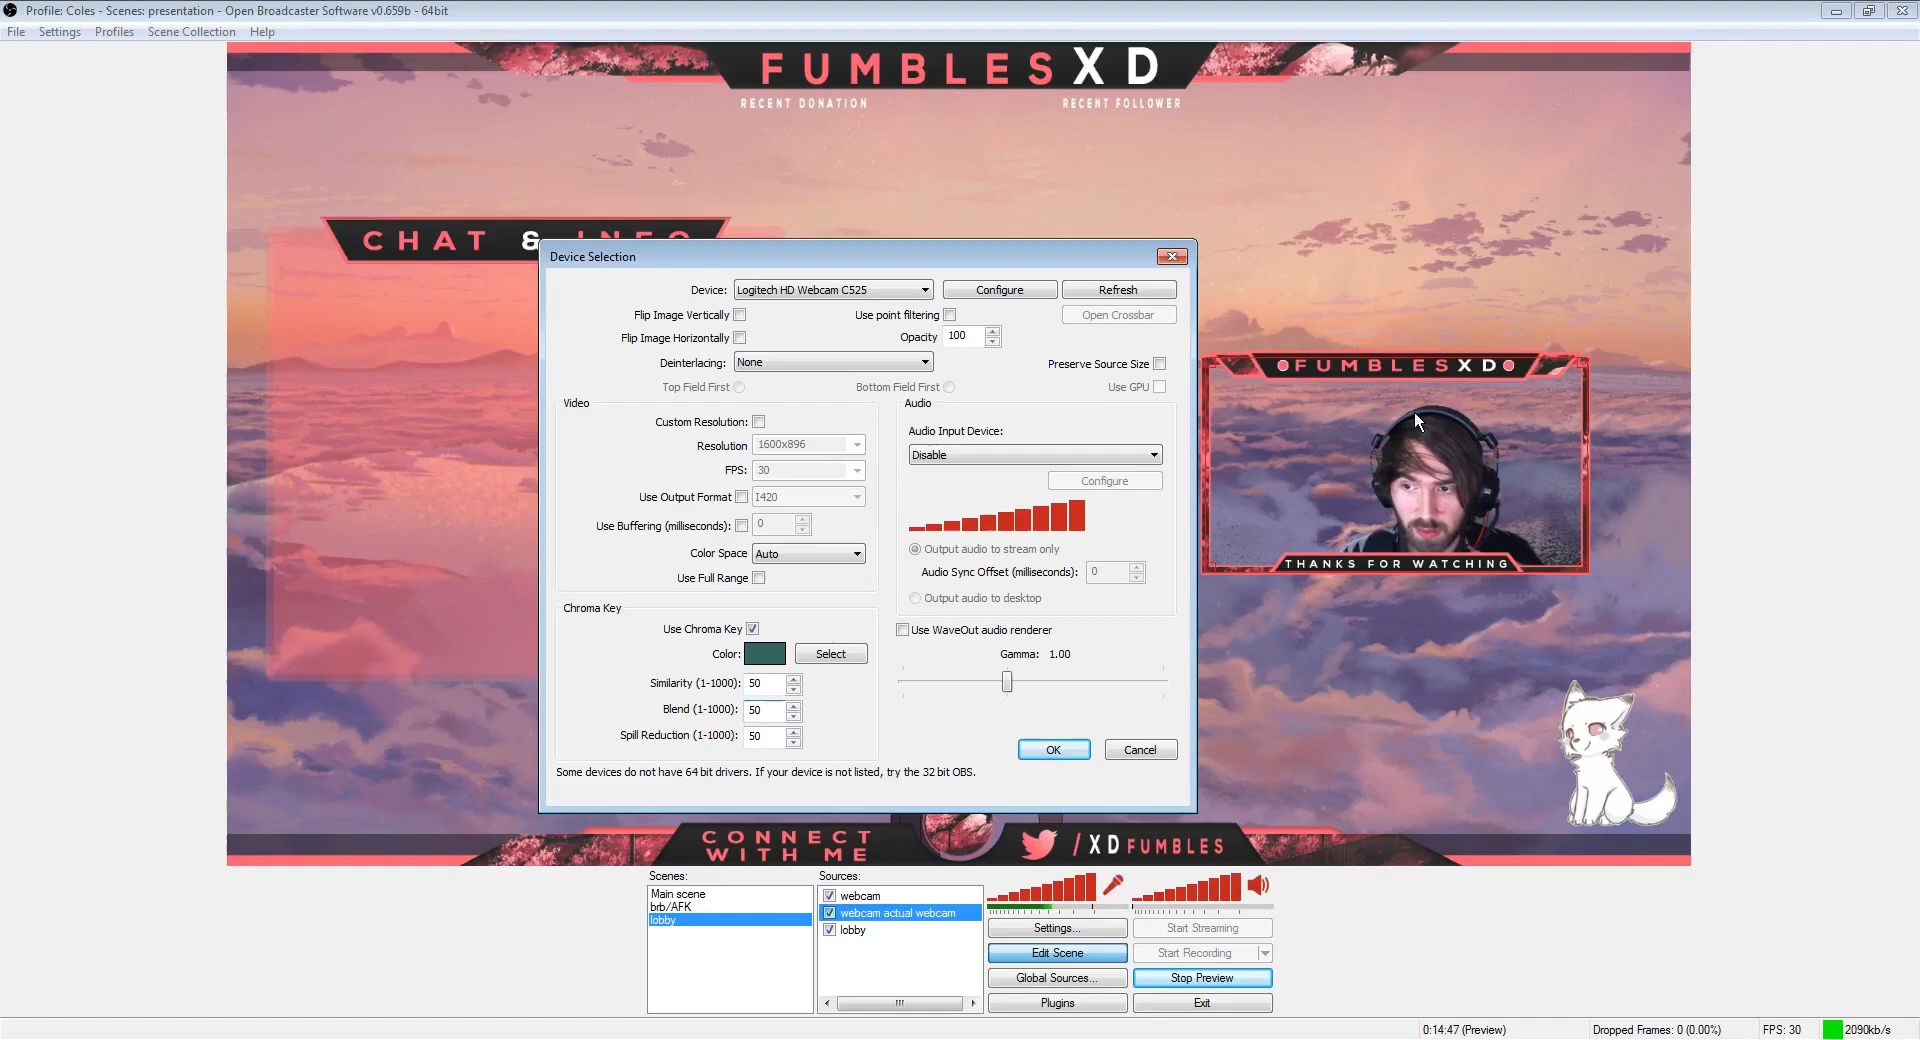 Profile: Coles - Scenes: presentation - Open Broadcaster Software v0.659b - 64bit
File Settings Profiles Scene Collection Help
FUMBLESXD
RECENT DONATION RECENT FOLLOWER
CHAT & INFO
Device Selection
Device: Logitech HD Webcam C525 Configure Refresh
Flip Image Vertically Use point filtering Open Crossbar
Flip Image Horizontally Opacity 100
Deinterlacing: None Preserve Source Size
Top Field First Bottom Field First Use GPU
Video Audio
Custom Resolution: Audio Input Device:
Resolution 1600x896 Disable
FPS: 30 Configure
Use Output Format I420
Use Buffering (milliseconds): 0
Color Space Auto Output audio to stream only
Use Full Range Audio Sync Offset (milliseconds): 0
Output audio to desktop
Chroma Key
Use Chroma Key Use WaveOut audio renderer
Color: Select Gamma: 1.00
Similarity (1-1000): 50
Blend (1-1000): 50
Spill Reduction (1-1000): 50
OK Cancel
Some devices do not have 64 bit drivers. If your device is not listed, try the 32 bit OBS.
FUMBLESXD
THANKS FOR WATCHING
CONNECT
WITH ME
/XDFUMBLES
Scenes: Sources:
Main scene
brb/AFK
lobby
webcam
webcam actual webcam
lobby
Settings... Start Streaming
Edit Scene Start Recording
Global Sources... Stop Preview
Plugins Exit
0:14:47 (Preview) Dropped Frames: 0 (0.00%) FPS: 30 2090kb/s